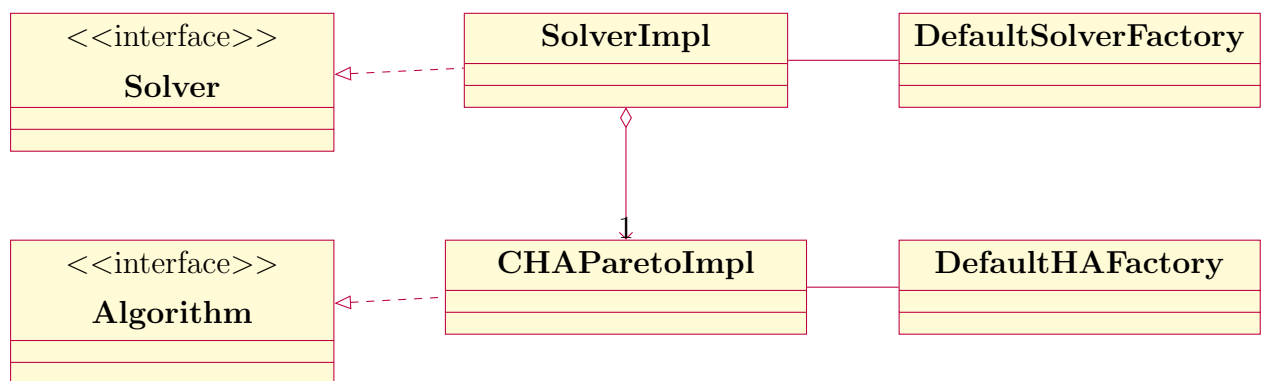 <<interface>>
Solver
SolverImpl
DefaultSolverFactory
1
<<interface>>
Algorithm
CHAParetoImpl
DefaultHAFactory